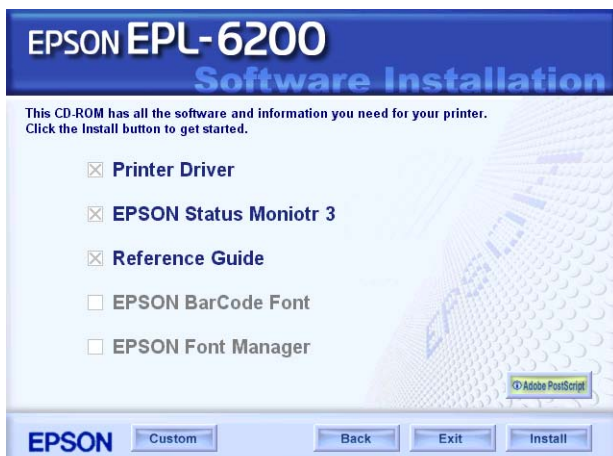 EPSON EPL-6200
Software Installation
This CD-ROM has all the software and information you need for your printer.
Click the Install button to get started.
Printer Driver
EPSON Status Moniotr 3
Reference Guide
EPSON BarCode Font
EPSON Font Manager
EPSON
Adobe PostScript
EPSON
Custom
Back
Exit
Install